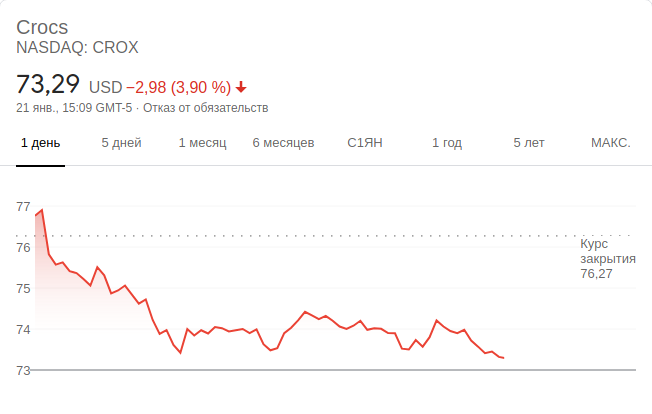 Crocs
NASDAQ: CROX
73,29 USD −2,98 (3,90 %)
21 янв., 15:09 GMT-5 · Отказ от обязательств
1 день 5 дней 1 месяц 6 месяцев С1ЯН 1 год 5 лет МАКС.
77
76
75
74
73
Курс
закрытия
76,27